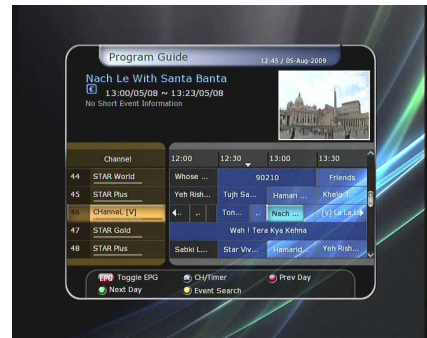 Program Guide
12:45 / 05-Aug-2009
Nach Le With Santa Banta
€ 13:00/05/08 ~ 13:23/05/08
No Short Event Information
Channel 12:00 12:30 13:00 13:30
44 STAR World Whose ... 90210 Friends
45 STAR Plus Yeh Rish... Tujh Sa... Hamari ... Khelo J...
46 CHanneL [V] .. Ton... .. Nach ... [V] La La L
47 STAR Gold Wah ! Tera Kya Kehna
48 STAR Plus Sabki L... Star Viv... Hamarid... Yeh Rish...
EPG Toggle EPG CH/Timer Prev Day
Next Day Event Search